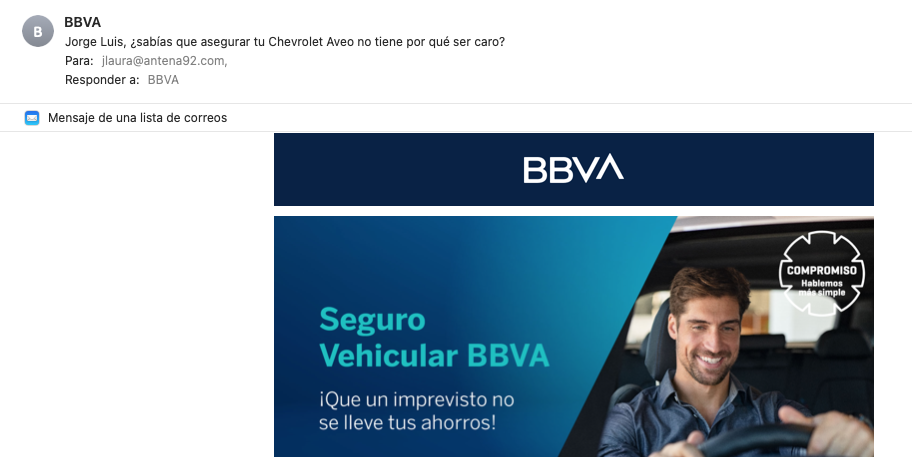 B
BBVA
Jorge Luis, ¿sabías que asegurar tu Chevrolet Aveo no tiene por qué ser caro?
Para: jlaura@antena92.com,
Responder a: BBVA
Mensaje de una lista de correos
BBVA
COMPROMISO
Hablemos
más simple
Seguro
Vehicular BBVA
¡Que un imprevisto no
se lleve tus ahorros!